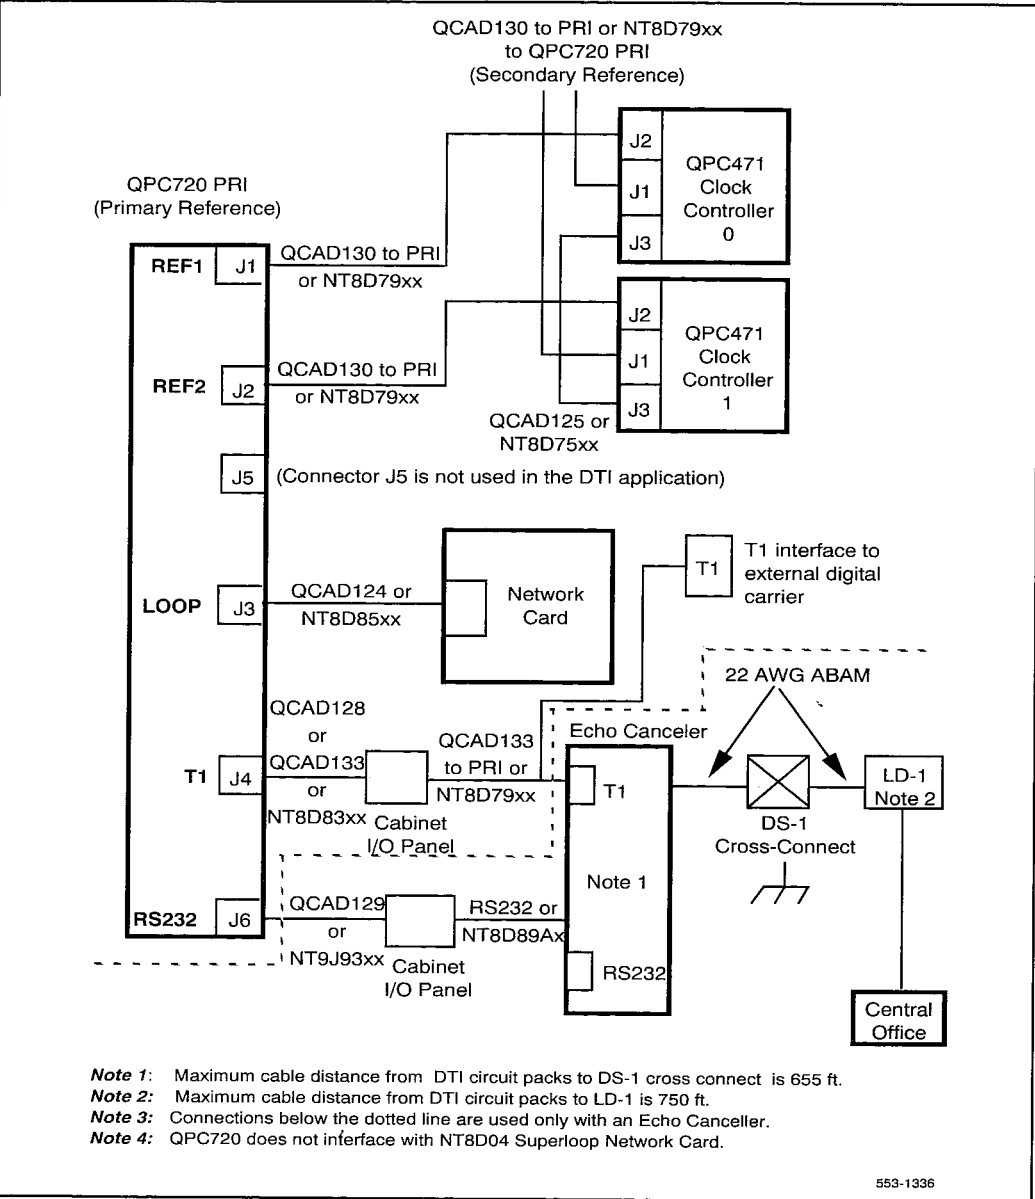 QCAD130 to PRI or NT8D79xx
to QPC720 PRI
(Secondary Reference)
J2
J1
J3
QPC471
Clock
Controller
0
QPC720 PRI
(Primary Reference)
REF1
J1
QCAD130 to PRI
or NT8D79xx
J2
J1
J3
QPC471
Clock
Controller
1
REF2
J2
QCAD130 to PRI
or NT8D79xx
QCAD125 or
NT8D75xx
J5
(Connector J5 is not used in the DTI application)
LOOP
J3
QCAD124 or
NT8D85xx
Network
Card
T1
T1 interface to
external digital
carrier
22 AWG ABAM
T1
J4
QCAD128
or
QCAD133
or
NT8D83xx
Cabinet
I/O Panel
QCAD133
to PRI or
NT8D79xx
Echo Canceler
T1
Note 1
RS232
DS-1
Cross-Connect
LD-1
Note 2
RS232
J6
QCAD129
or
NT9J93xx
Cabinet
I/O Panel
RS232 or
NT8D89Ax
Central
Office
Note 1: Maximum cable distance from DTI circuit packs to DS-1 cross connect is 655 ft.
Note 2: Maximum cable distance from DTI circuit packs to LD-1 is 750 ft.
Note 3: Connections below the dotted line are used only with an Echo Canceller.
Note 4: QPC720 does not interface with NT8D04 Superloop Network Card.
553-1336